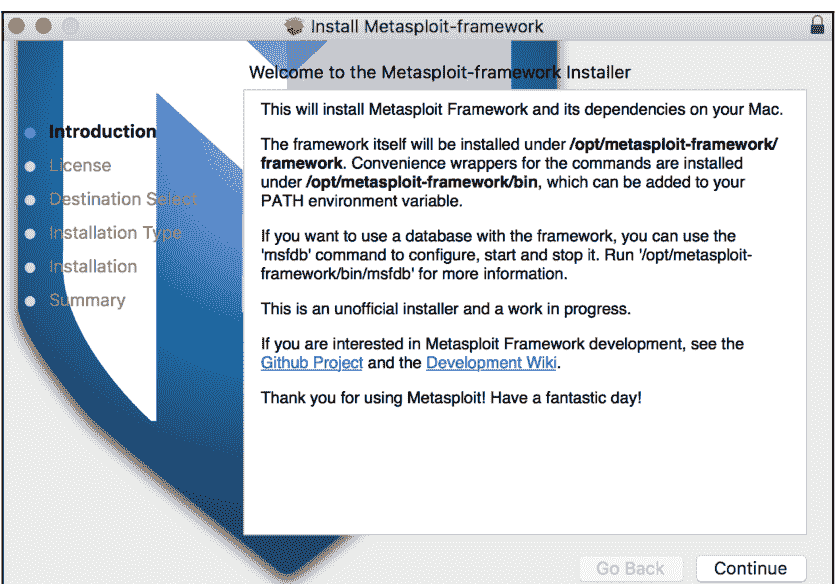 Install Metasploit-framework
Welcome to the Metasploit-framework Installer
Introduction
License
Destination Select
Installation Type
Installation
Summary
This will install Metasploit Framework and its dependencies on your Mac.
The framework itself will be installed under /opt/metasploit-framework/
framework. Convenience wrappers for the commands are installed
under /opt/metasploit-framework/bin, which can be added to your
PATH environment variable.
If you want to use a database with the framework, you can use the
'msfdb' command to configure, start and stop it. Run '/opt/metasploit-
framework/bin/msfdb' for more information.
This is an unofficial installer and a work in progress.
If you are interested in Metasploit Framework development, see the
Github Project and the Development Wiki.
Thank you for using Metasploit! Have a fantastic day!
Go Back
Continue